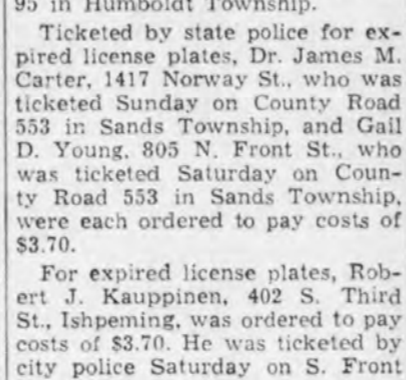 95 in Humboldt Township.
Ticketed by state police for ex-
pired license plates, Dr. James M.
Carter, 1417 Norway St., who was
ticketed Sunday on County Road
553 in Sands Township, and Gail
D. Young, 805 N. Front St., who
was ticketed Saturday on Coun-
ty Road 553 in Sands Township,
were each ordered to pay costs of
$3.70.
For expired license plates, Rob-
ert J. Kauppinen, 402 S. Third
St., Ishpeming, was ordered to pay
costs of $3.70. He was ticketed by
city police Saturday on S. Front